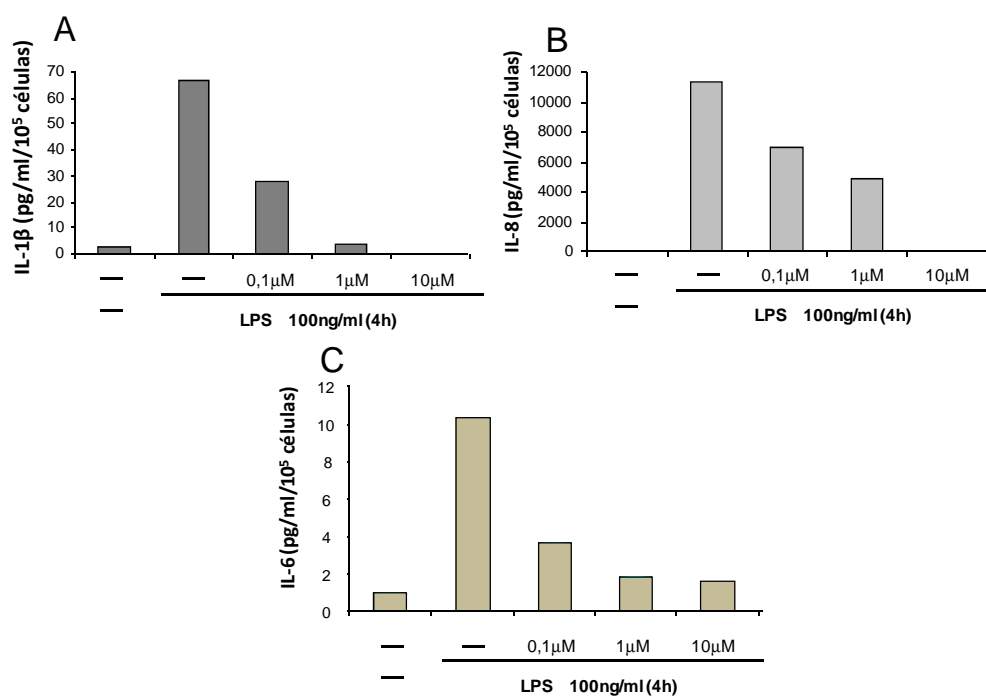 A
IL-1β (pg/ml/10⁵ células)
70
60
50
40
30
20
10
0
— — 0,1µM 1µM 10µM
—
LPS 100ng/ml (4h)
B
IL-8 (pg/ml/10⁵ células)
12000
10000
8000
6000
4000
2000
0
— — 0,1µM 1µM 10µM
—
LPS 100ng/ml (4h)
C
IL-6 (pg/ml/10⁵ células)
12
10
8
6
4
2
0
— — 0,1µM 1µM 10µM
—
LPS 100ng/ml (4h)